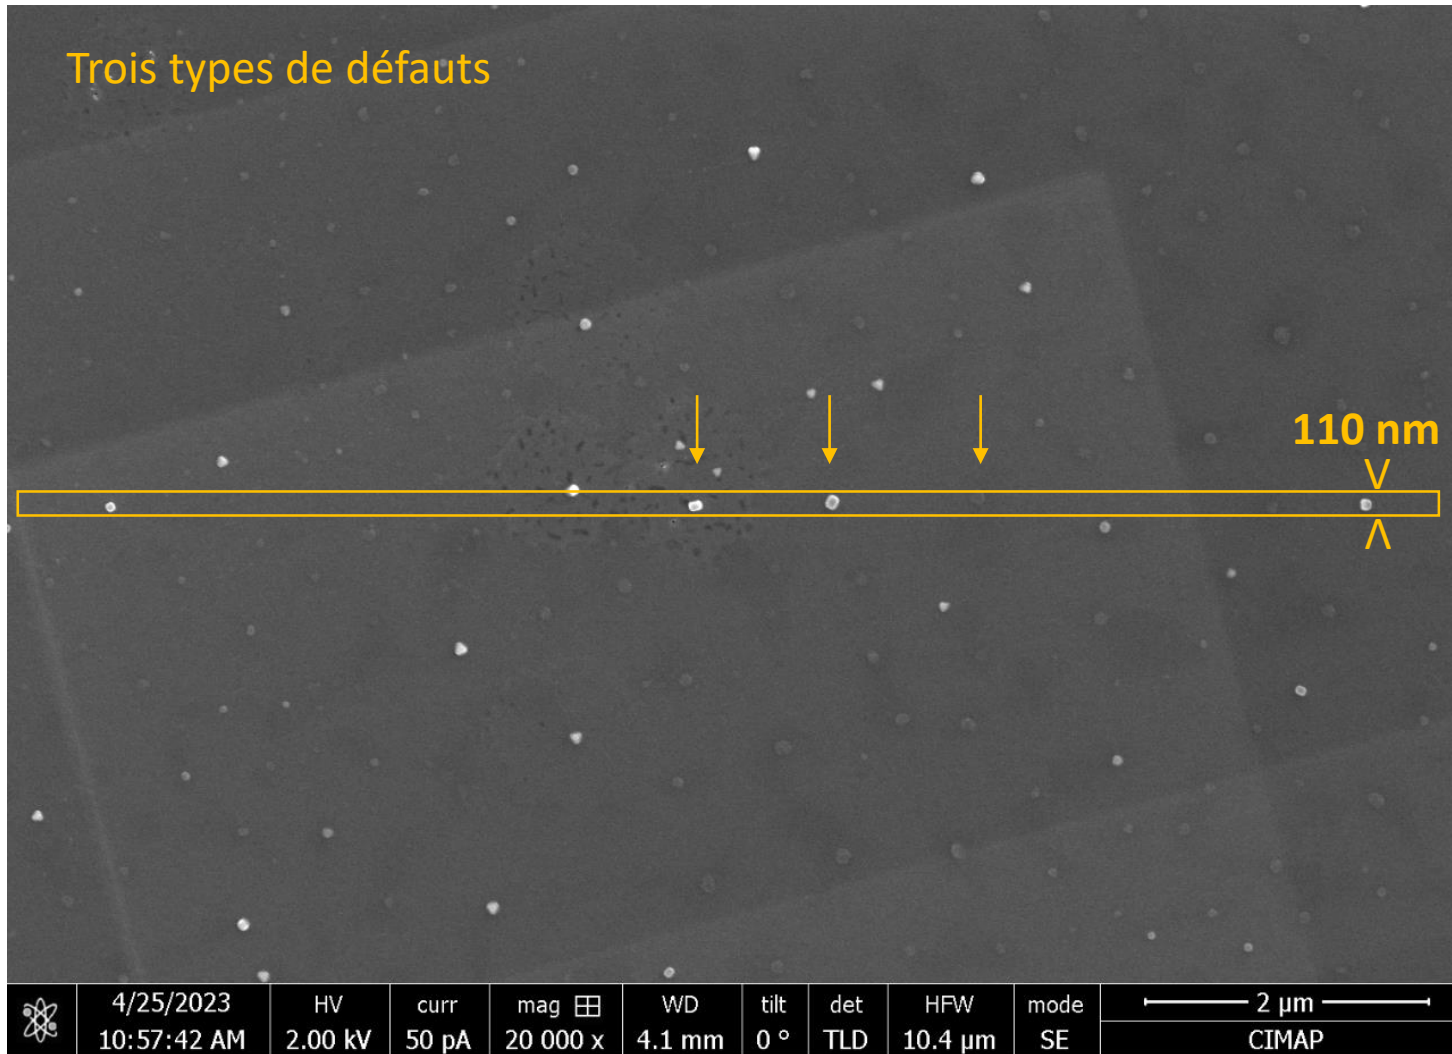 Trois types de défauts
110 nm
4/25/2023
10:57:42 AM
HV
2.00 kV
curr
50 pA
mag
20 000 x
WD
4.1 mm
tilt
0 °
det
TLD
HFW
10.4 µm
mode
SE
2 µm
CIMAP